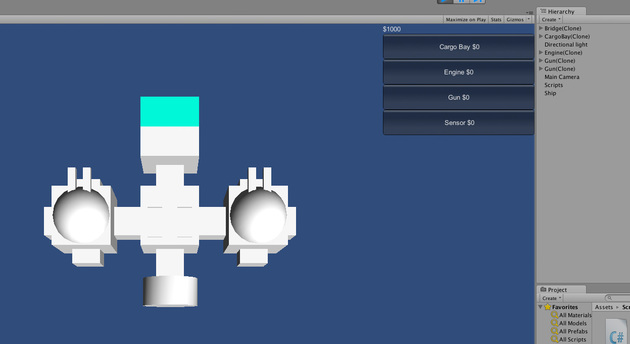 Maximize on Play Stats Gizmos
$1000
Cargo Bay $0
Engine $0
Gun $0
Sensor $0
Hierarchy
Create
Bridge(Clone)
CargoBay(Clone)
Directional light
Engine(Clone)
Gun(Clone)
Gun(Clone)
Main Camera
Scripts
Ship
Project
Create
Favorites
All Materials
All Models
All Prefabs
All Scripts
Assets
C#